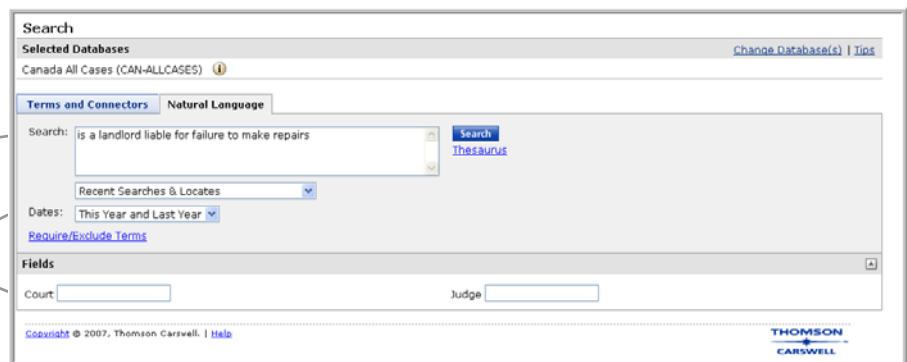 Search
Selected Databases Change Database(s) | Tips
Canada All Cases (CAN-ALLCASES)
Terms and Connectors Natural Language
Search: is a landlord liable for failure to make repairs Search
Thesaurus
Recent Searches & Locates
Dates: This Year and Last Year
Require/Exclude Terms
Fields
Court Judge
Copyright © 2007, Thomson Carswell. | Help
THOMSON
CARSWELL